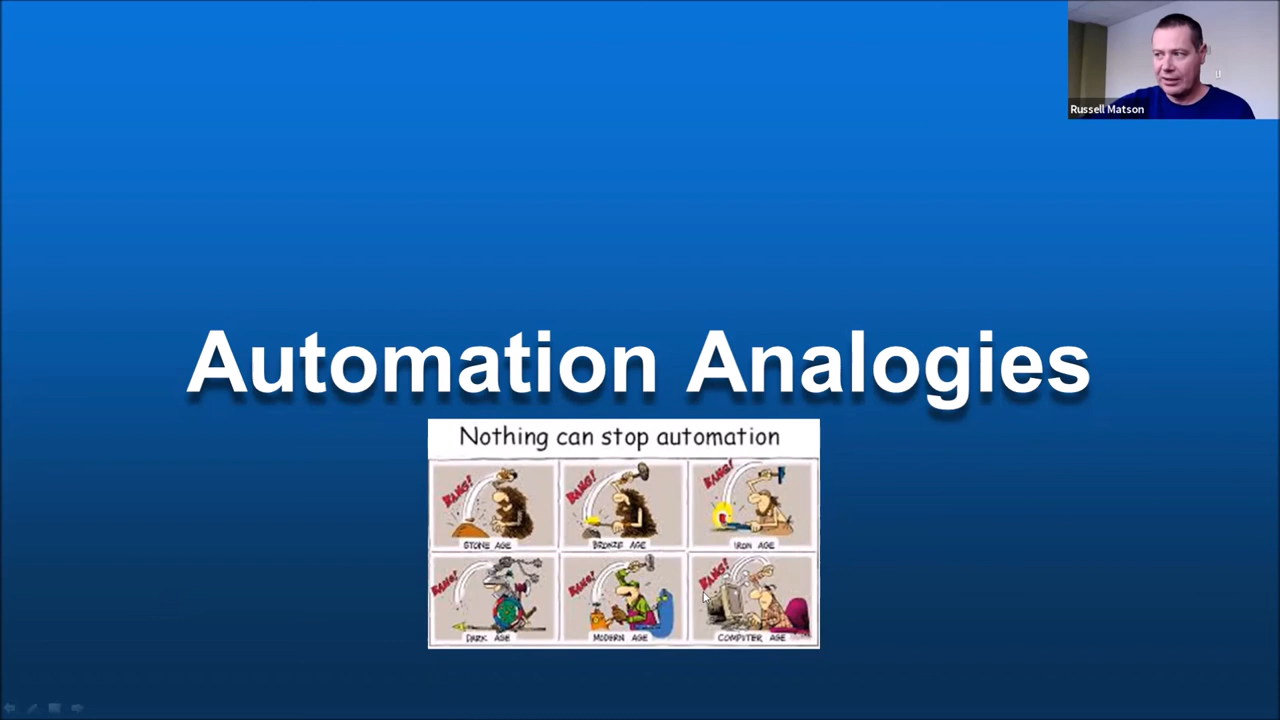 Russell Matson
Automation Analogies
Nothing can stop automation
BANG!
BANG!
BANG!
STONE AGE
BRONZE AGE
IRON AGE
BANG!
BANG!
BANG!
DARK AGE
MODERN AGE
COMPUTER AGE